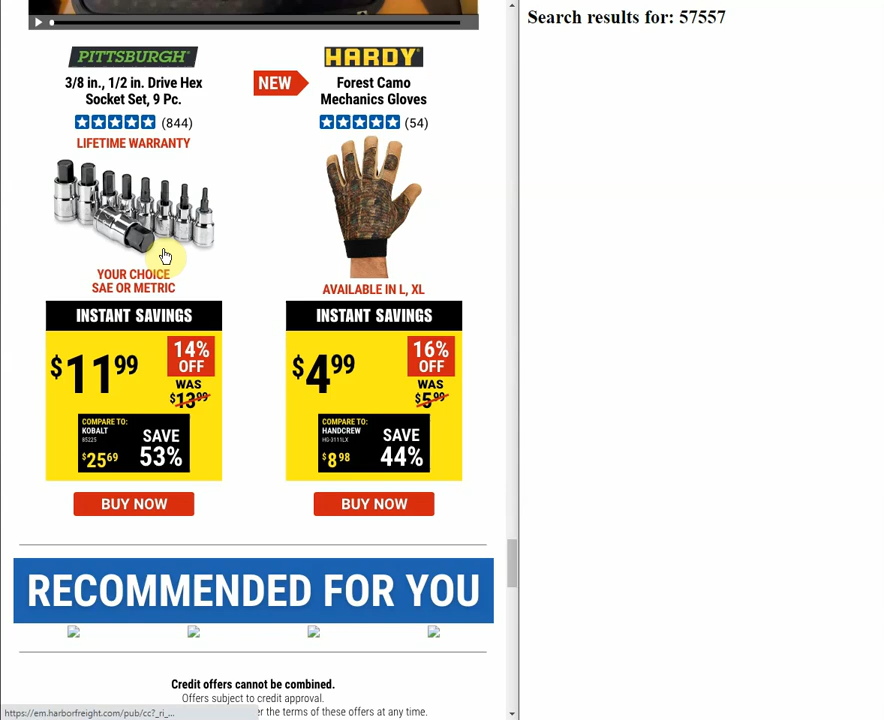 Search results for: 57557
PITTSBURGH
3/8 in., 1/2 in. Drive Hex
Socket Set, 9 Pc.
(844)
LIFETIME WARRANTY
YOUR CHOICE
SAE OR METRIC
INSTANT SAVINGS
$11 99
14%
OFF
WAS
$13 99
COMPARE TO:
KOBALT
85225
$25 69
SAVE
53%
BUY NOW
HARDY
NEW
Forest Camo
Mechanics Gloves
(54)
AVAILABLE IN L, XL
INSTANT SAVINGS
$4 99
16%
OFF
WAS
$5 99
COMPARE TO:
HANDCREW
HG-3111LX
$8 98
SAVE
44%
BUY NOW
RECOMMENDED FOR YOU
Credit offers cannot be combined.
Offers subject to credit approval.
er the terms of these offers at any time.
https://em.harborfreight.com/pub/cc?_ri_...